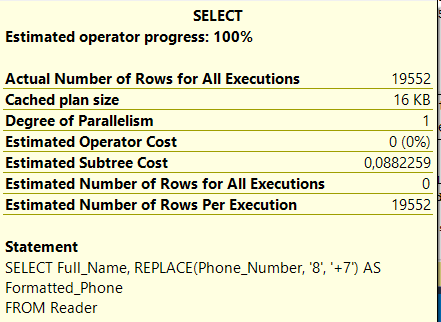 SELECT
Estimated operator progress: 100%
Actual Number of Rows for All Executions 19552
Cached plan size 16 KB
Degree of Parallelism 1
Estimated Operator Cost 0 (0%)
Estimated Subtree Cost 0,0882259
Estimated Number of Rows for All Executions 0
Estimated Number of Rows Per Execution 19552
Statement
SELECT Full_Name, REPLACE(Phone_Number, '8', '+7') AS
Formatted_Phone
FROM Reader